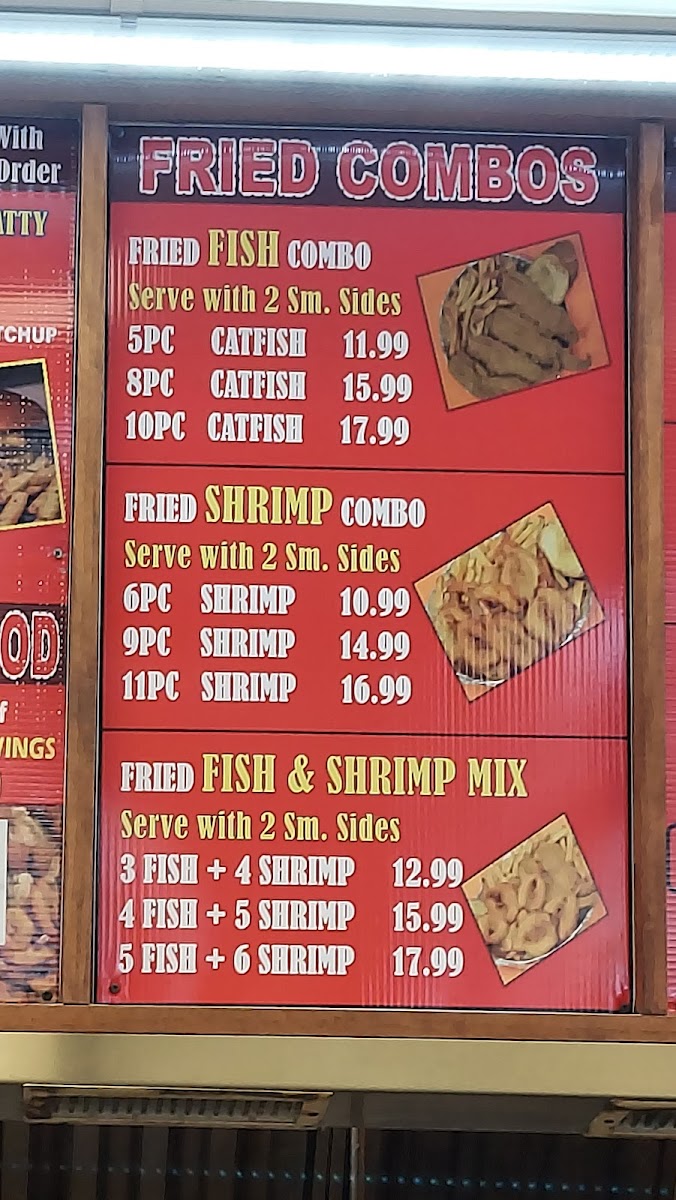 With
Order
ATTY
TCHUP
OOD
f
WINGS
FRIED COMBOS
FRIED FISH COMBO
Serve with 2 Sm. Sides
5PC CATFISH 11.99
8PC CATFISH 15.99
10PC CATFISH 17.99
FRIED SHRIMP COMBO
Serve with 2 Sm. Sides
6PC SHRIMP 10.99
9PC SHRIMP 14.99
11PC SHRIMP 16.99
FRIED FISH & SHRIMP MIX
Serve with 2 Sm. Sides
3 FISH + 4 SHRIMP 12.99
4 FISH + 5 SHRIMP 15.99
5 FISH + 6 SHRIMP 17.99